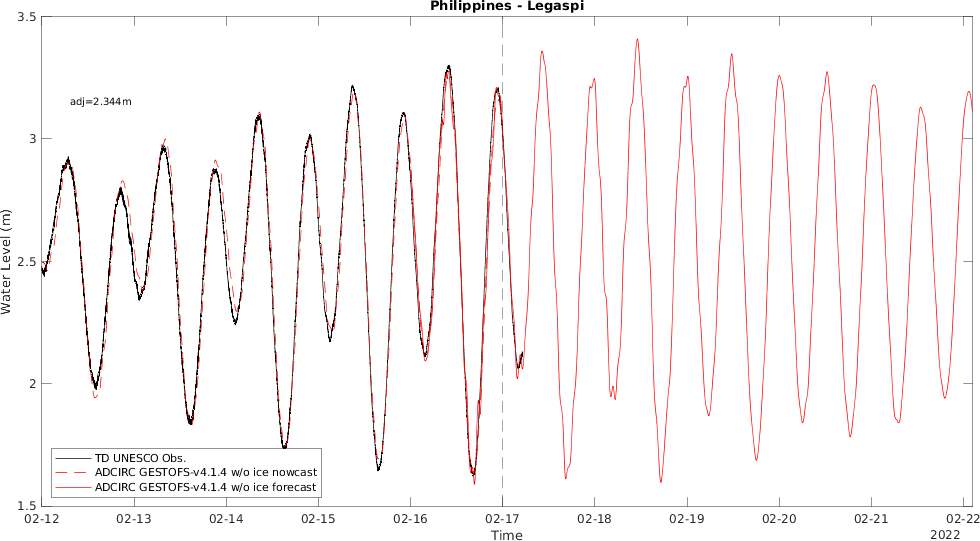 Philippines - Legaspi
3.5
adj=2.344m
3
Water Level (m)
2.5
2
TD UNESCO Obs.
ADCIRC GESTOFS-v4.1.4 w/o ice nowcast
ADCIRC GESTOFS-v4.1.4 w/o ice forecast
1.5
02-12 02-13 02-14 02-15 02-16 02-17 02-18 02-19 02-20 02-21 02-22
Time
2022